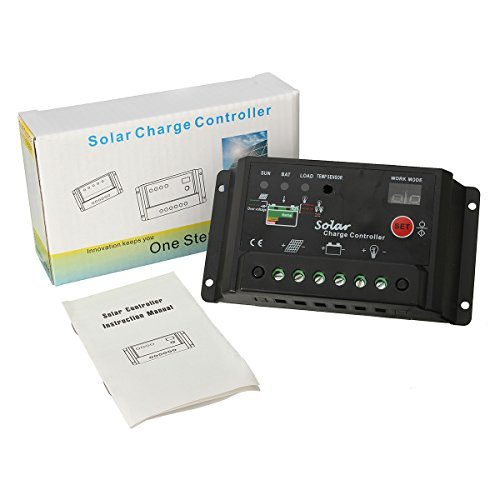 Solar Charge Controller
Innovation keeps you
One Ste
SUN BAT LOAD TEMP SENSOR
WORK MODE
SET
Solar
Charge Controller
CE
Solar Controller
Instruction Manual